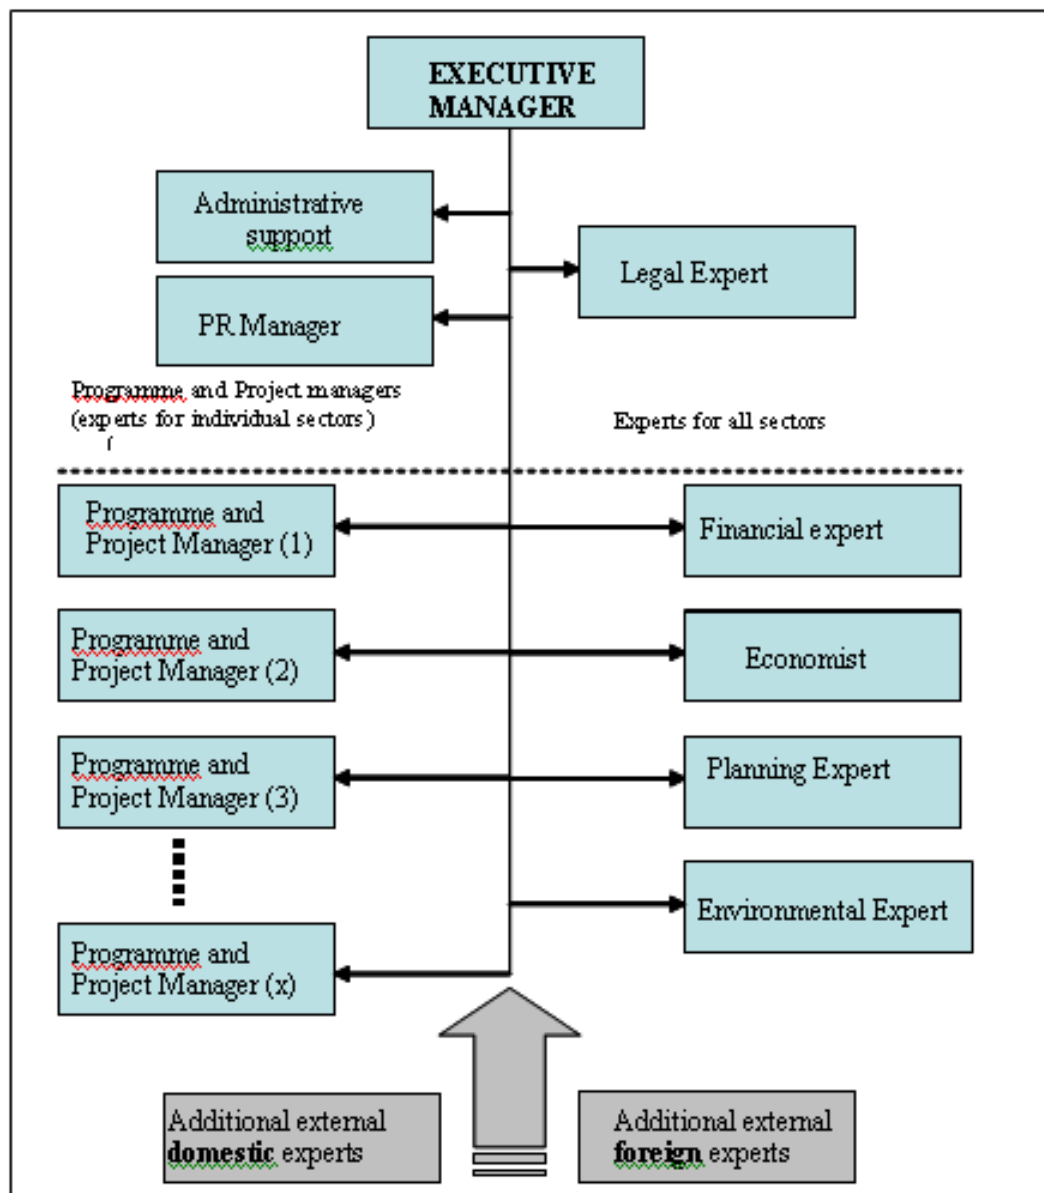 EXECUTIVE
MANAGER
Administrative
support
Legal Expert
PR Manager
Programme and Project managers
(experts for individual sectors)
(
Experts for all sectors
Programme and
Project Manager (1)
Financial expert
Programme and
Project Manager (2)
Economist
Programme and
Project Manager (3)
Planning Expert
Environmental Expert
Programme and
Project Manager (x)
Additional external
domestic experts
Additional external
foreign experts